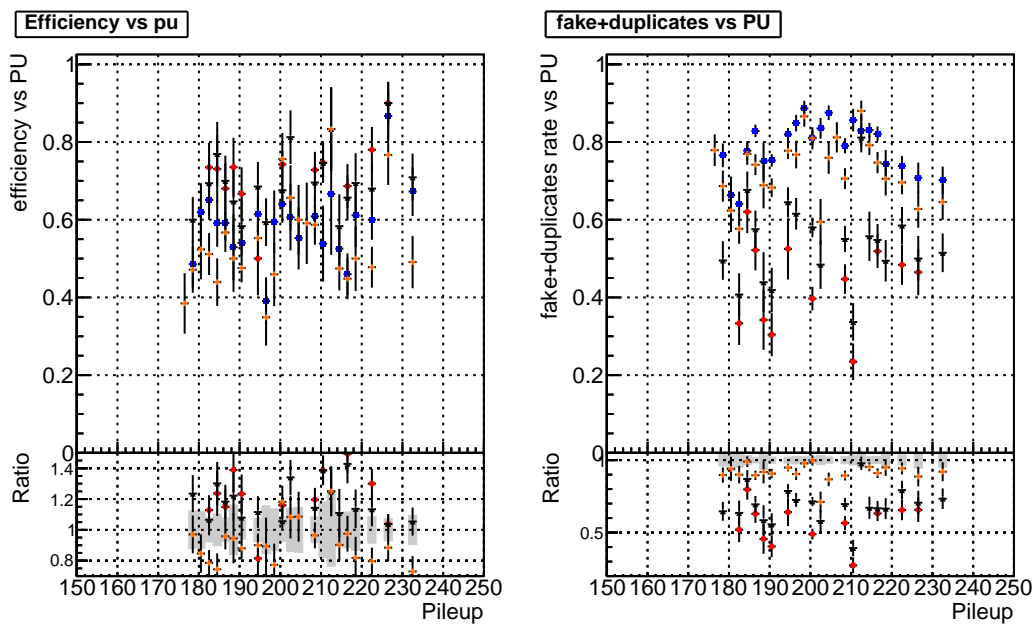 Efficiency vs pu
fake+duplicates vs PU
efficiency vs PU
1
0.8
0.6
0.4
0.2
0
Ratio
1.4
1.2
1
0.8
150 160 170 180 190 200 210 220 230 240 250
Pileup
fake+duplicates rate vs PU
1
0.8
0.6
0.4
0.2
0
Ratio
0.5
150 160 170 180 190 200 210 220 230 240 250
Pileup